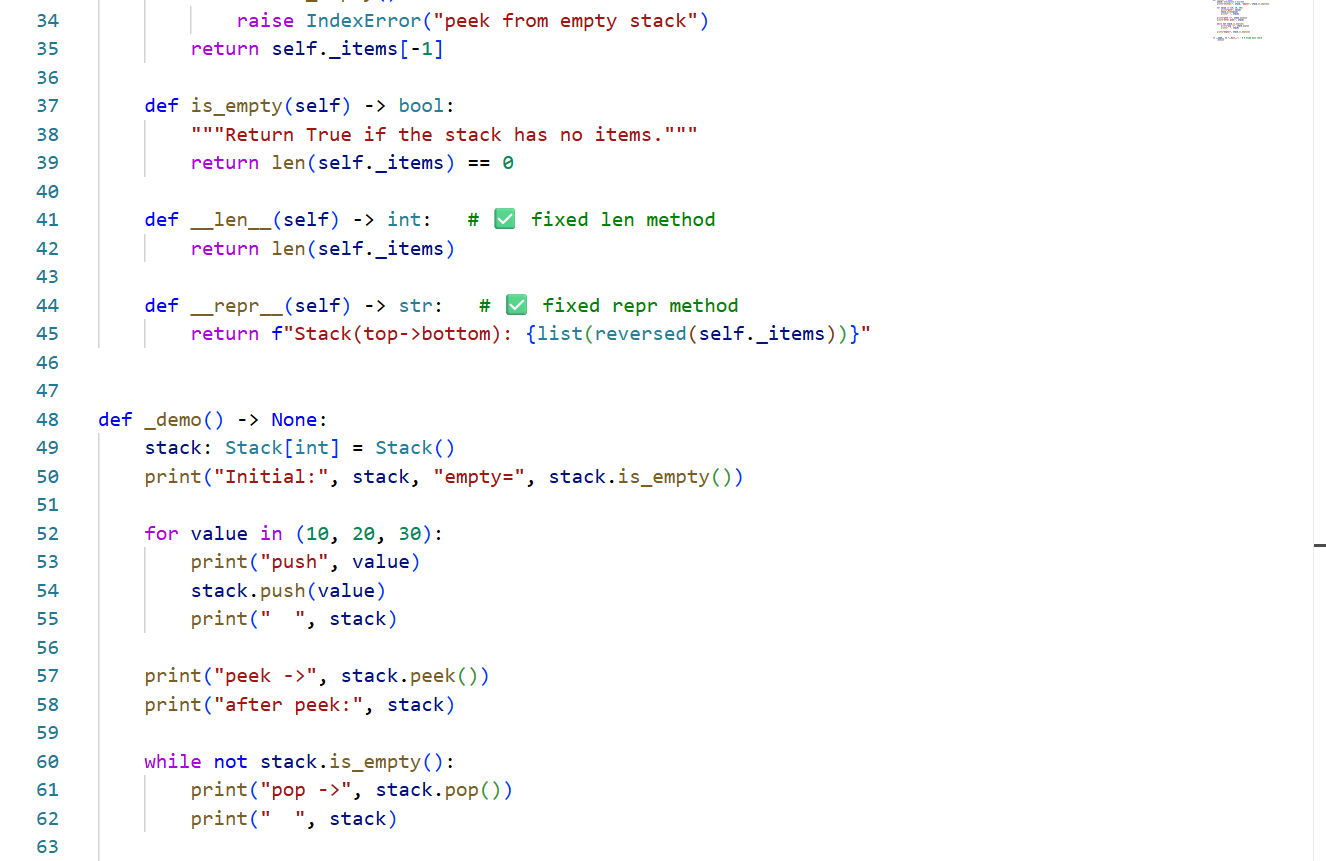 34 raise IndexError("peek from empty stack")
35 return self._items[-1]
36
37 def is_empty(self) -> bool:
38 """Return True if the stack has no items."""
39 return len(self._items) == 0
40
41 def __len__(self) -> int:   # ✅ fixed len method
42 return len(self._items)
43
44 def __repr__(self) -> str:   # ✅ fixed repr method
45 return f"Stack(top->bottom): {list(reversed(self._items))}"
46
47
48 def _demo() -> None:
49 stack: Stack[int] = Stack()
50 print("Initial:", stack, "empty=", stack.is_empty())
51
52 for value in (10, 20, 30):
53 print("push", value)
54 stack.push(value)
55 print("  ", stack)
56
57 print("peek ->", stack.peek())
58 print("after peek:", stack)
59
60 while not stack.is_empty():
61 print("pop ->", stack.pop())
62 print("  ", stack)
63